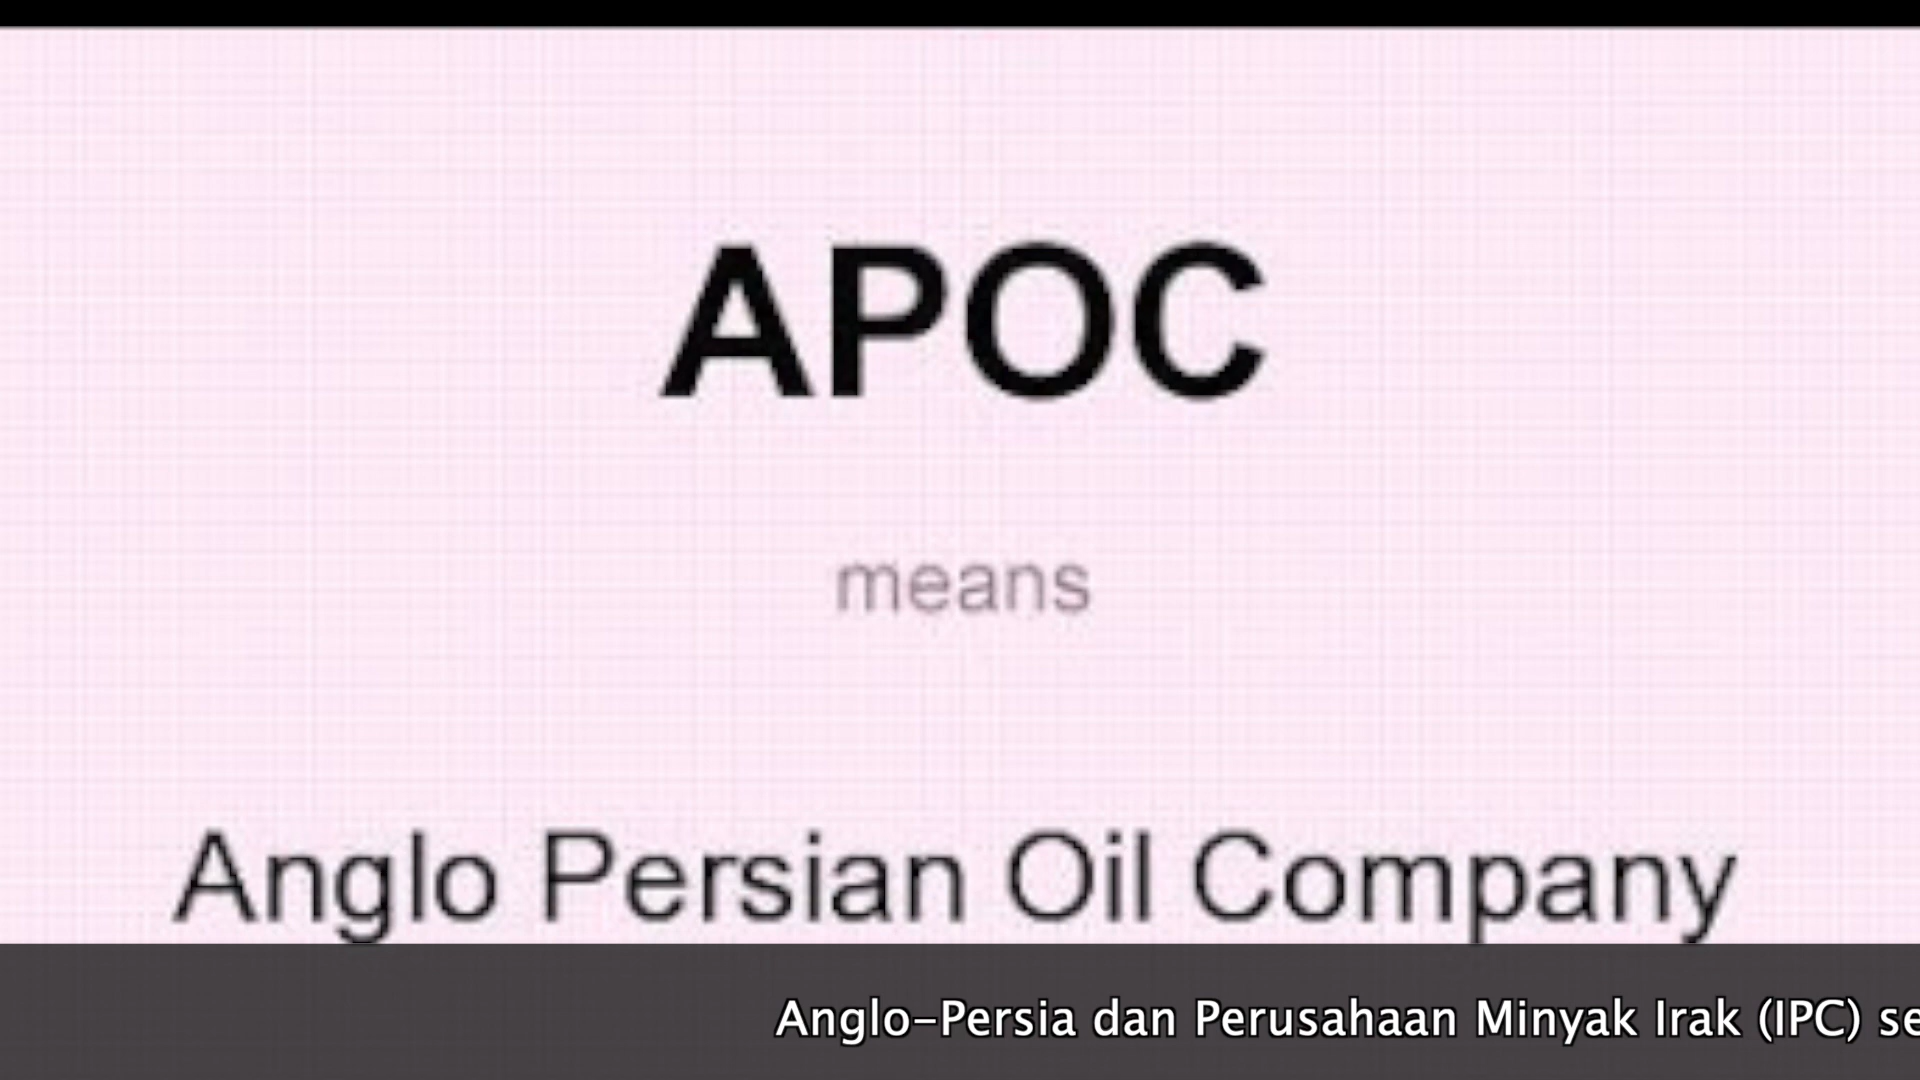 APOC
means
Anglo Persian Oil Company
Anglo-Persia dan Perusahaan Minyak Irak (IPC)